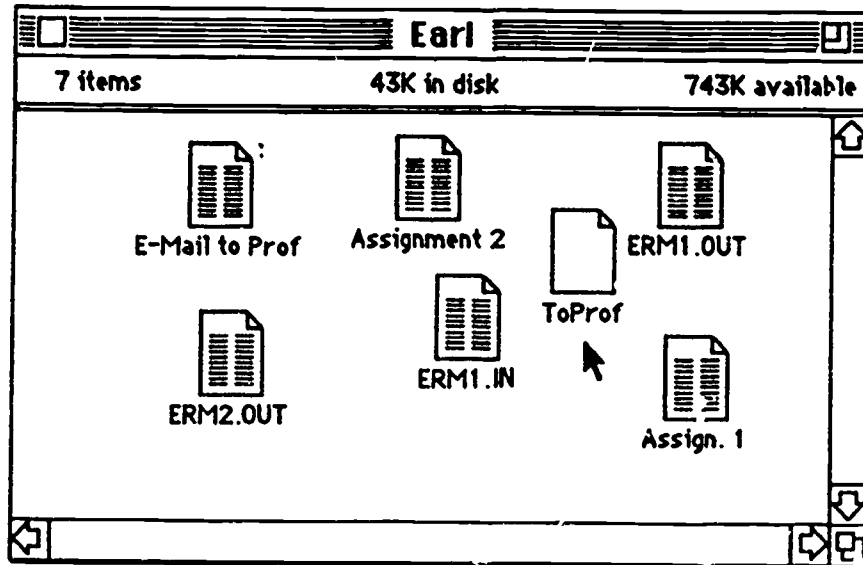 Earl
7 items 43K in disk 743K available
E-Mail to Prof
Assignment 2
ERM1.OUT
ToProf
ERM1.IN
ERM2.OUT
Assign. 1